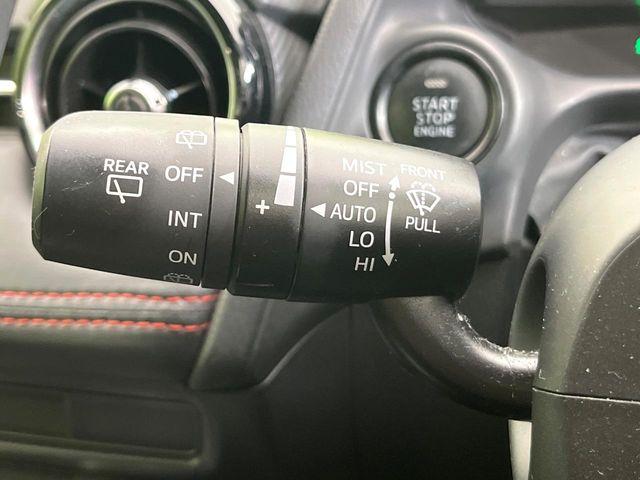 START
STOP
ENGINE
REAR
OFF
INT
ON
+
MIST
OFF
AUTO
LO
HI
FRONT
PULL